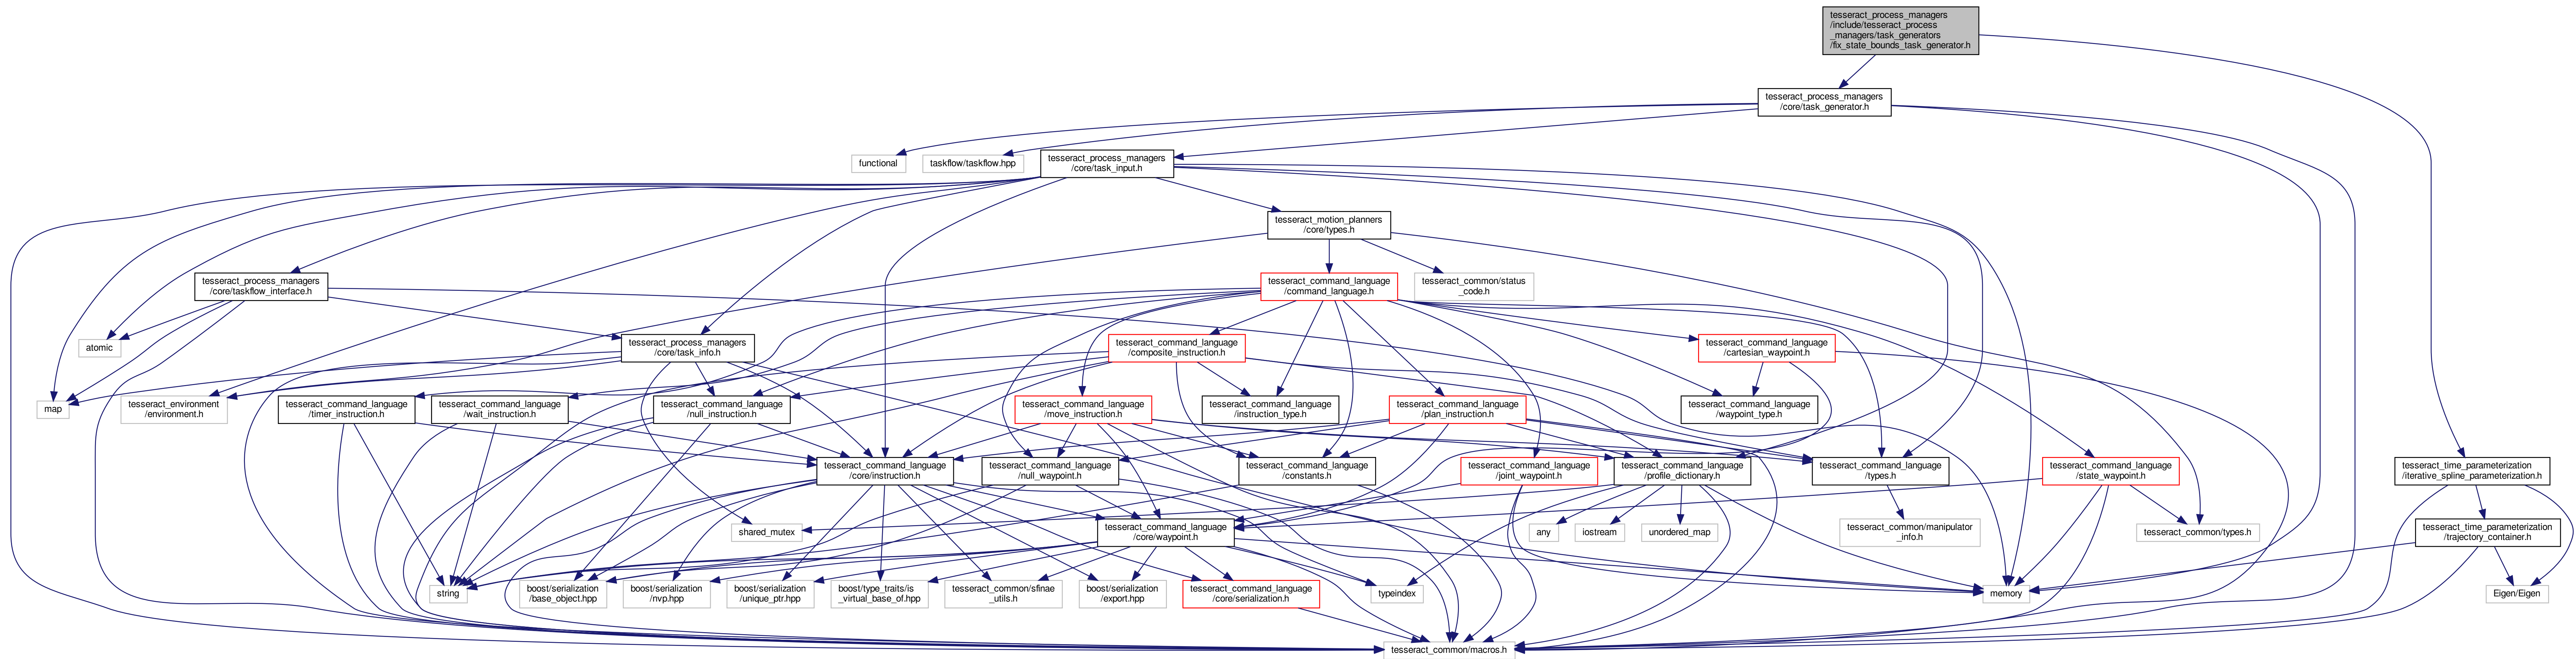 tesseract_process_managers
/include/tesseract_process
_managers/task_generators
/fix_state_bounds_task_generator.h
tesseract_process_managers
/core/task_generator.h
functional
taskflow/taskflow.hpp
tesseract_process_managers
/core/task_input.h
tesseract_motion_planners
/core/types.h
tesseract_process_managers
/core/taskflow_interface.h
tesseract_command_language
/command_language.h
tesseract_common/status
_code.h
atomic
tesseract_process_managers
/core/task_info.h
tesseract_command_language
/composite_instruction.h
tesseract_command_language
/cartesian_waypoint.h
map
tesseract_environment
/environment.h
tesseract_command_language
/timer_instruction.h
tesseract_command_language
/wait_instruction.h
tesseract_command_language
/null_instruction.h
tesseract_command_language
/move_instruction.h
tesseract_command_language
/instruction_type.h
tesseract_command_language
/plan_instruction.h
tesseract_command_language
/waypoint_type.h
tesseract_command_language
/core/instruction.h
tesseract_command_language
/null_waypoint.h
tesseract_command_language
/constants.h
tesseract_command_language
/joint_waypoint.h
tesseract_command_language
/profile_dictionary.h
tesseract_command_language
/types.h
tesseract_command_language
/state_waypoint.h
tesseract_time_parameterization
/iterative_spline_parameterization.h
shared_mutex
tesseract_command_language
/core/waypoint.h
any
iostream
unordered_map
tesseract_common/manipulator
_info.h
tesseract_common/types.h
tesseract_time_parameterization
/trajectory_container.h
string
boost/serialization
/base_object.hpp
boost/serialization
/nvp.hpp
boost/serialization
/unique_ptr.hpp
boost/type_traits/is
_virtual_base_of.hpp
tesseract_common/sfinae
_utils.h
boost/serialization
/export.hpp
tesseract_command_language
/core/serialization.h
typeindex
memory
Eigen/Eigen
tesseract_common/macros.h